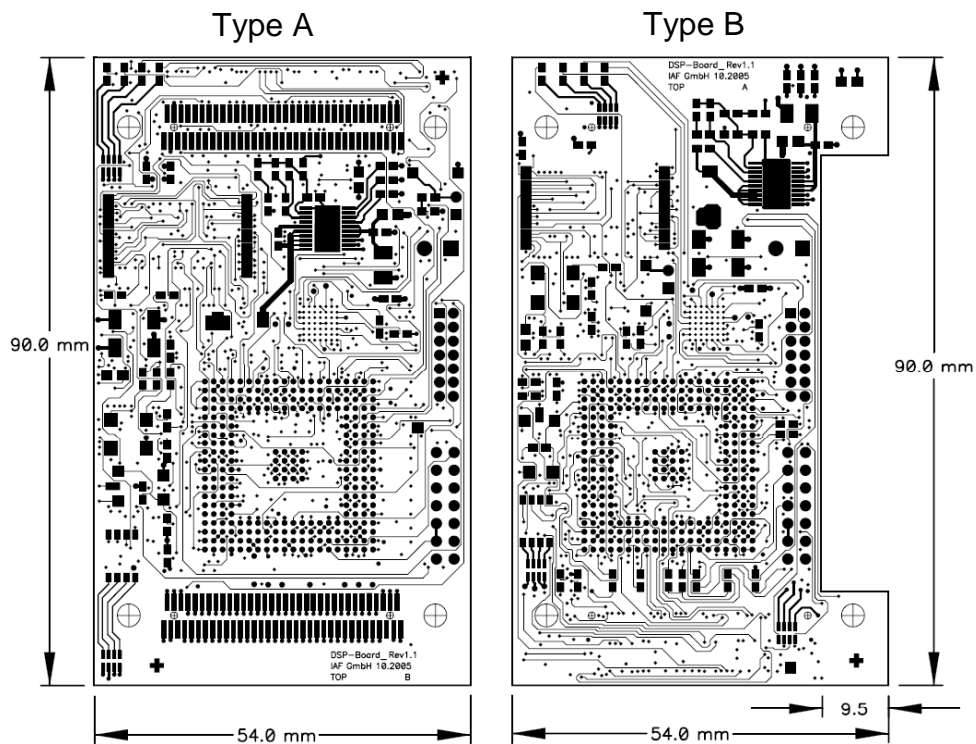 Type A
Type B
DSP-Board_Rev1.1
IAF GmbH 10.2005
TOP A
90.0 mm
90.0 mm
DSP-Board_Rev1.1
IAF GmbH 10.2005
TOP B
54.0 mm
9.5
54.0 mm